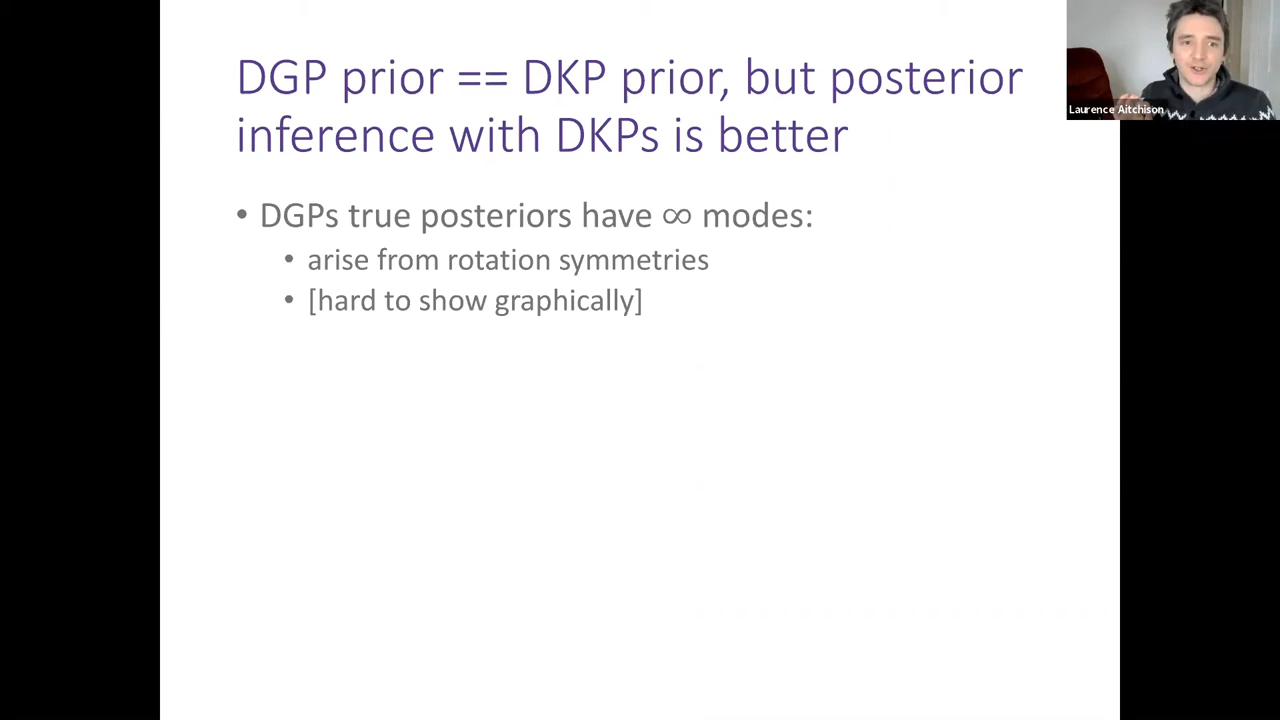 DGP prior == DKP prior, but posterior
inference with DKPs is better
• DGPs true posteriors have ∞ modes:
• arise from rotation symmetries
• [hard to show graphically]
Laurence Aitchison